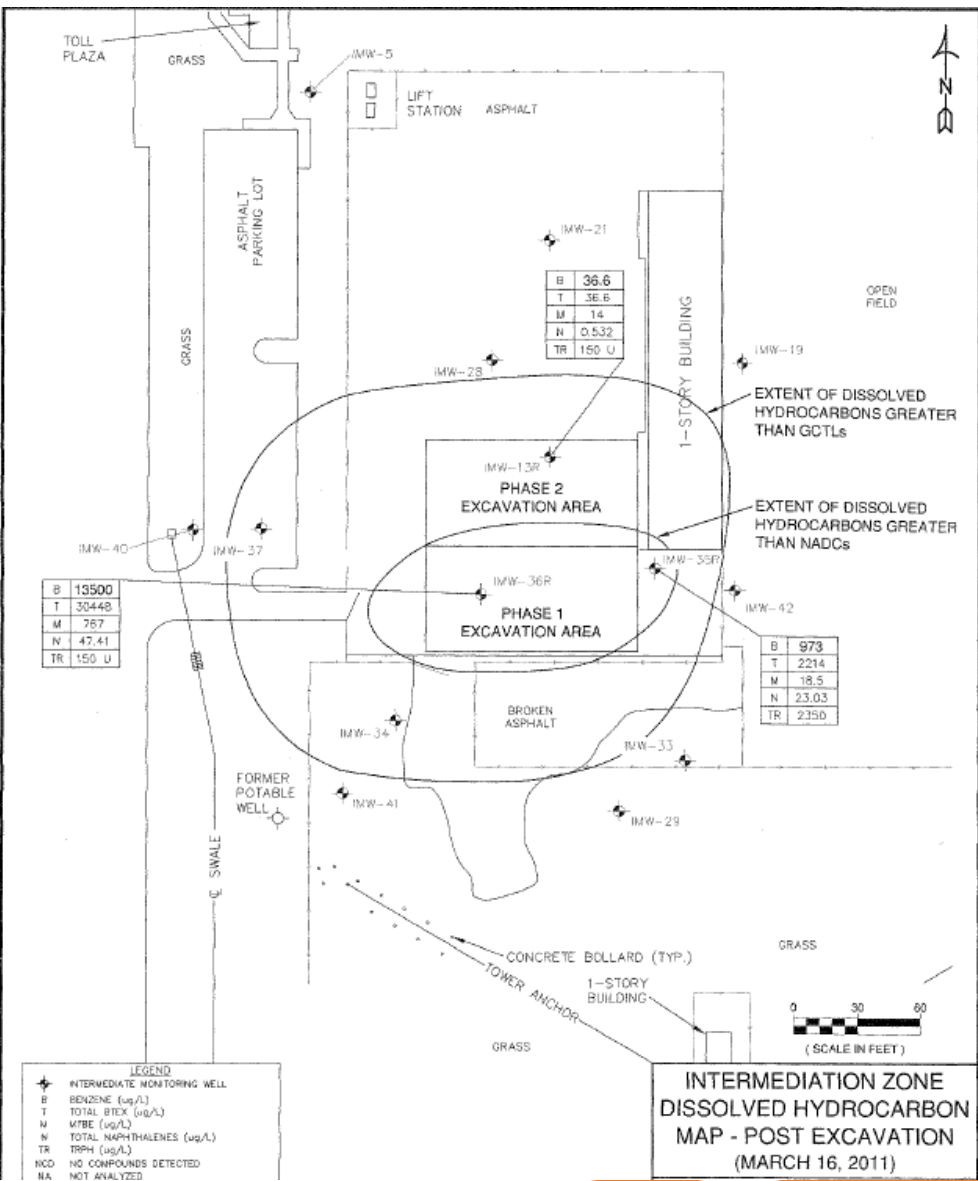 TOLL
PLAZA
GRASS
IMW-5
LIFT
STATION
ASPHALT
N
ASPHALT
PARKING LOT
GRASS
IMW-21
B 36.6
T 36.6
M 14
N 0.532
TR 150 U
OPEN
FIELD
1-STORY BUILDING
IMW-28
IMW-19
EXTENT OF DISSOLVED
HYDROCARBONS GREATER
THAN GCTLs
IMW-13R
PHASE 2
EXCAVATION AREA
EXTENT OF DISSOLVED
HYDROCARBONS GREATER
THAN NADCs
IMW-40
IMW-37
IMW-35R
IMW-36R
PHASE 1
EXCAVATION AREA
IMW-42
B 13500
T 30448
M 767
N 47.41
TR 150 U
B 973
T 2214
M 18.5
N 23.03
TR 2350
BROKEN
ASPHALT
IMW-34
IMW-33
FORMER
POTABLE
WELL
IMW-41
IMW-29
℄ SWALE
CONCRETE BOLLARD (TYP.)
TOWER ANCHOR
GRASS
1-STORY
BUILDING
GRASS
0 30 60
( SCALE IN FEET )
LEGEND
INTERMEDIATE MONITORING WELL
B BENZENE (ug/L)
T TOTAL BTEX (ug/L)
M MTBE (ug/L)
N TOTAL NAPHTHALENES (ug/L)
TR TRPH (ug/L)
NCD NO COMPOUNDS DETECTED
NA NOT ANALYZED
INTERMEDIATION ZONE
DISSOLVED HYDROCARBON
MAP - POST EXCAVATION
(MARCH 16, 2011)